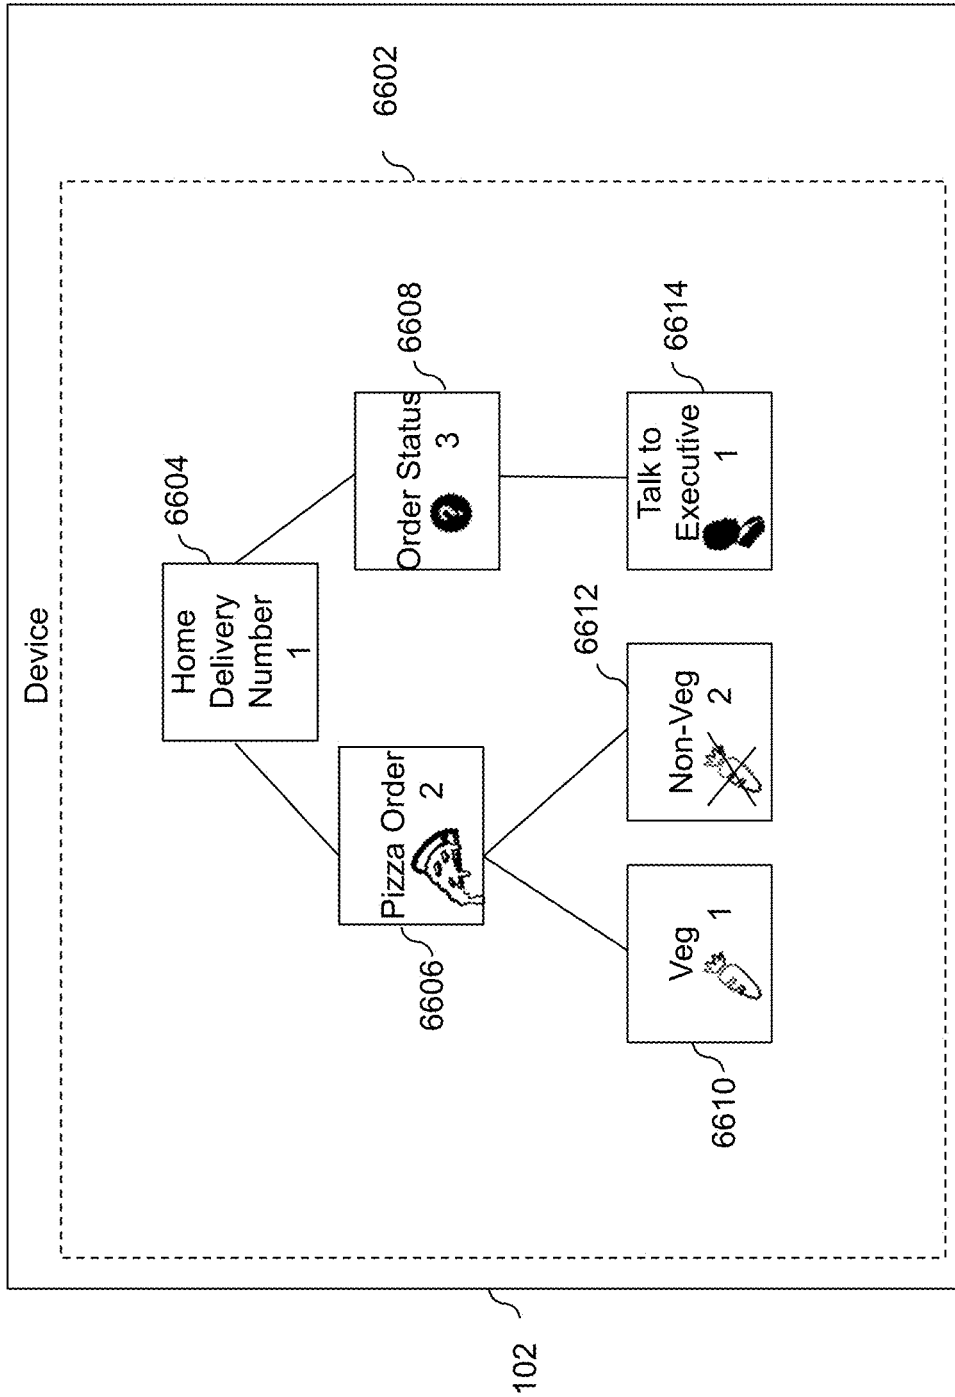 Device
6602
6604
Home
Delivery
Number
1
6606
Pizza Order
2
6608
Order Status
3
?
6610
Veg
1
6612
Non-Veg
2
6614
Talk to
Executive
1
102